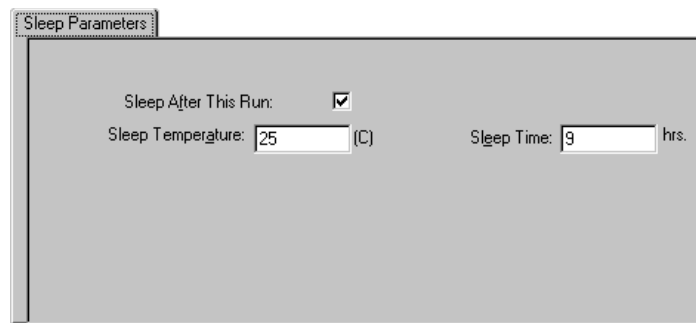 Sleep Parameters
Sleep After This Run:
Sleep Temperature: 25 (C) Sleep Time: 9 hrs.